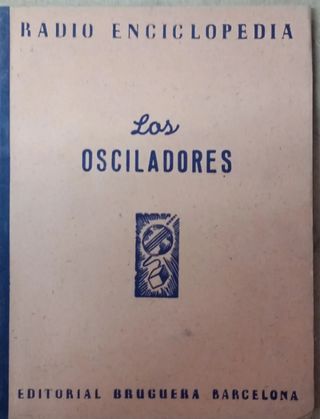 RADIO ENCICLOPEDIA
Los
OSCILADORES
EDITORIAL BRUGUERA BARCELONA